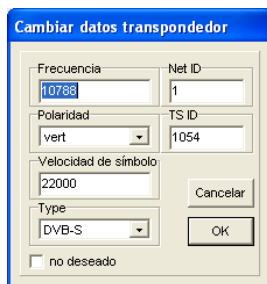 Cambiar datos transpondedor
Frecuencia
10788
Net ID
1
Polaridad
vert
TS ID
1054
Velocidad de símbolo
22000
Type
DVB-S
Cancelar
OK
no deseado